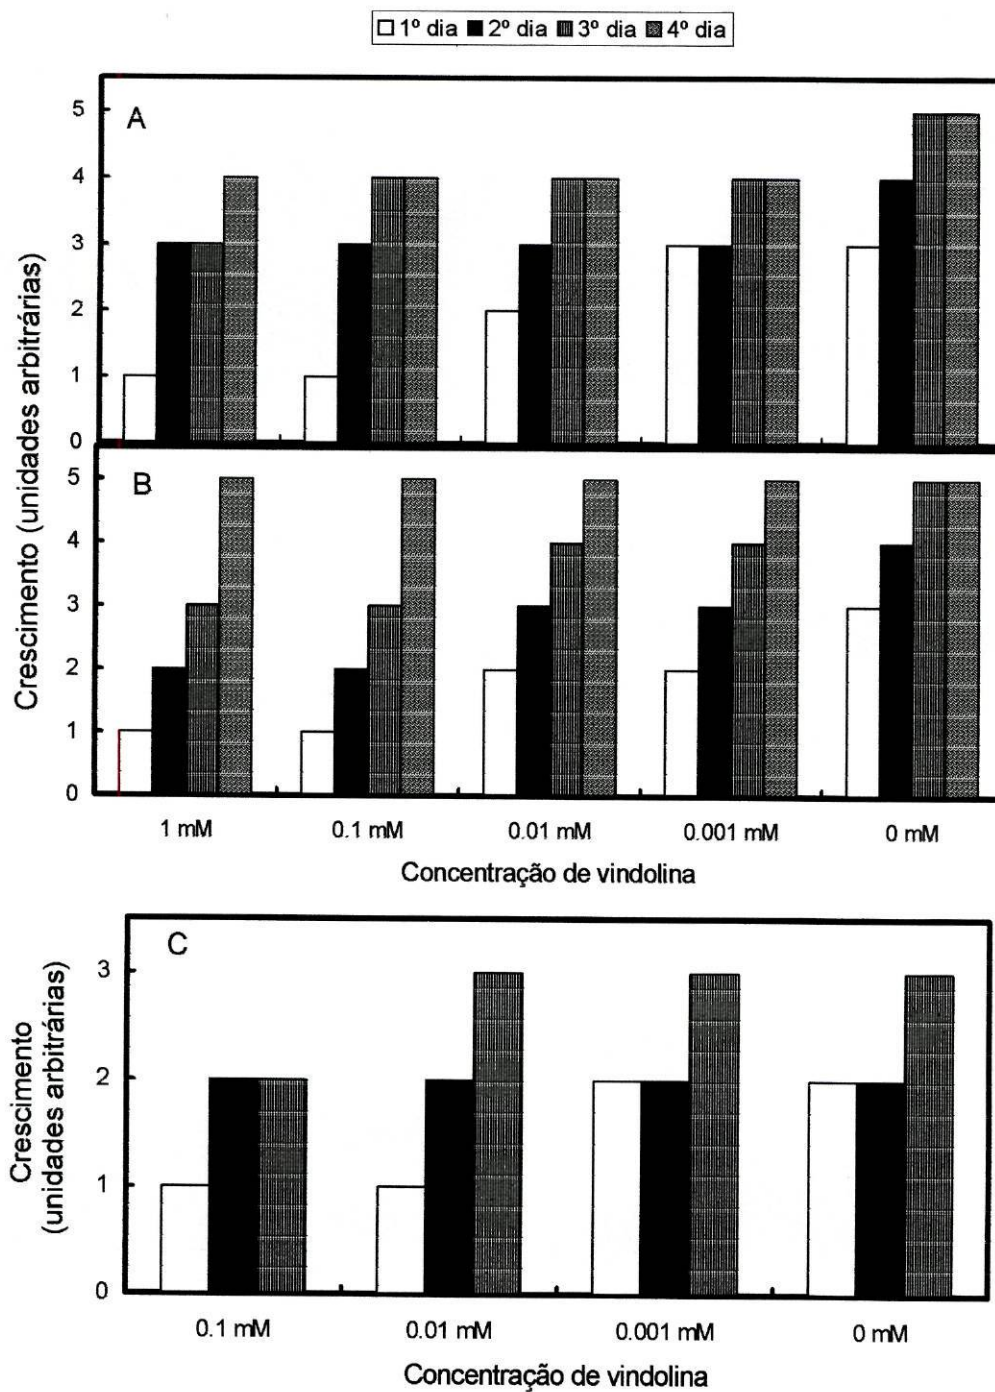 1º dia 2º dia 3º dia 4º dia
A
5
4
3
2
1
0
B
5
4
3
2
1
0
Crescimento (unidades arbitrárias)
1 mM 0.1 mM 0.01 mM 0.001 mM 0 mM
Concentração de vindolina
C
3
2
1
0
Crescimento
(unidades arbitrárias)
0.1 mM 0.01 mM 0.001 mM 0 mM
Concentração de vindolina